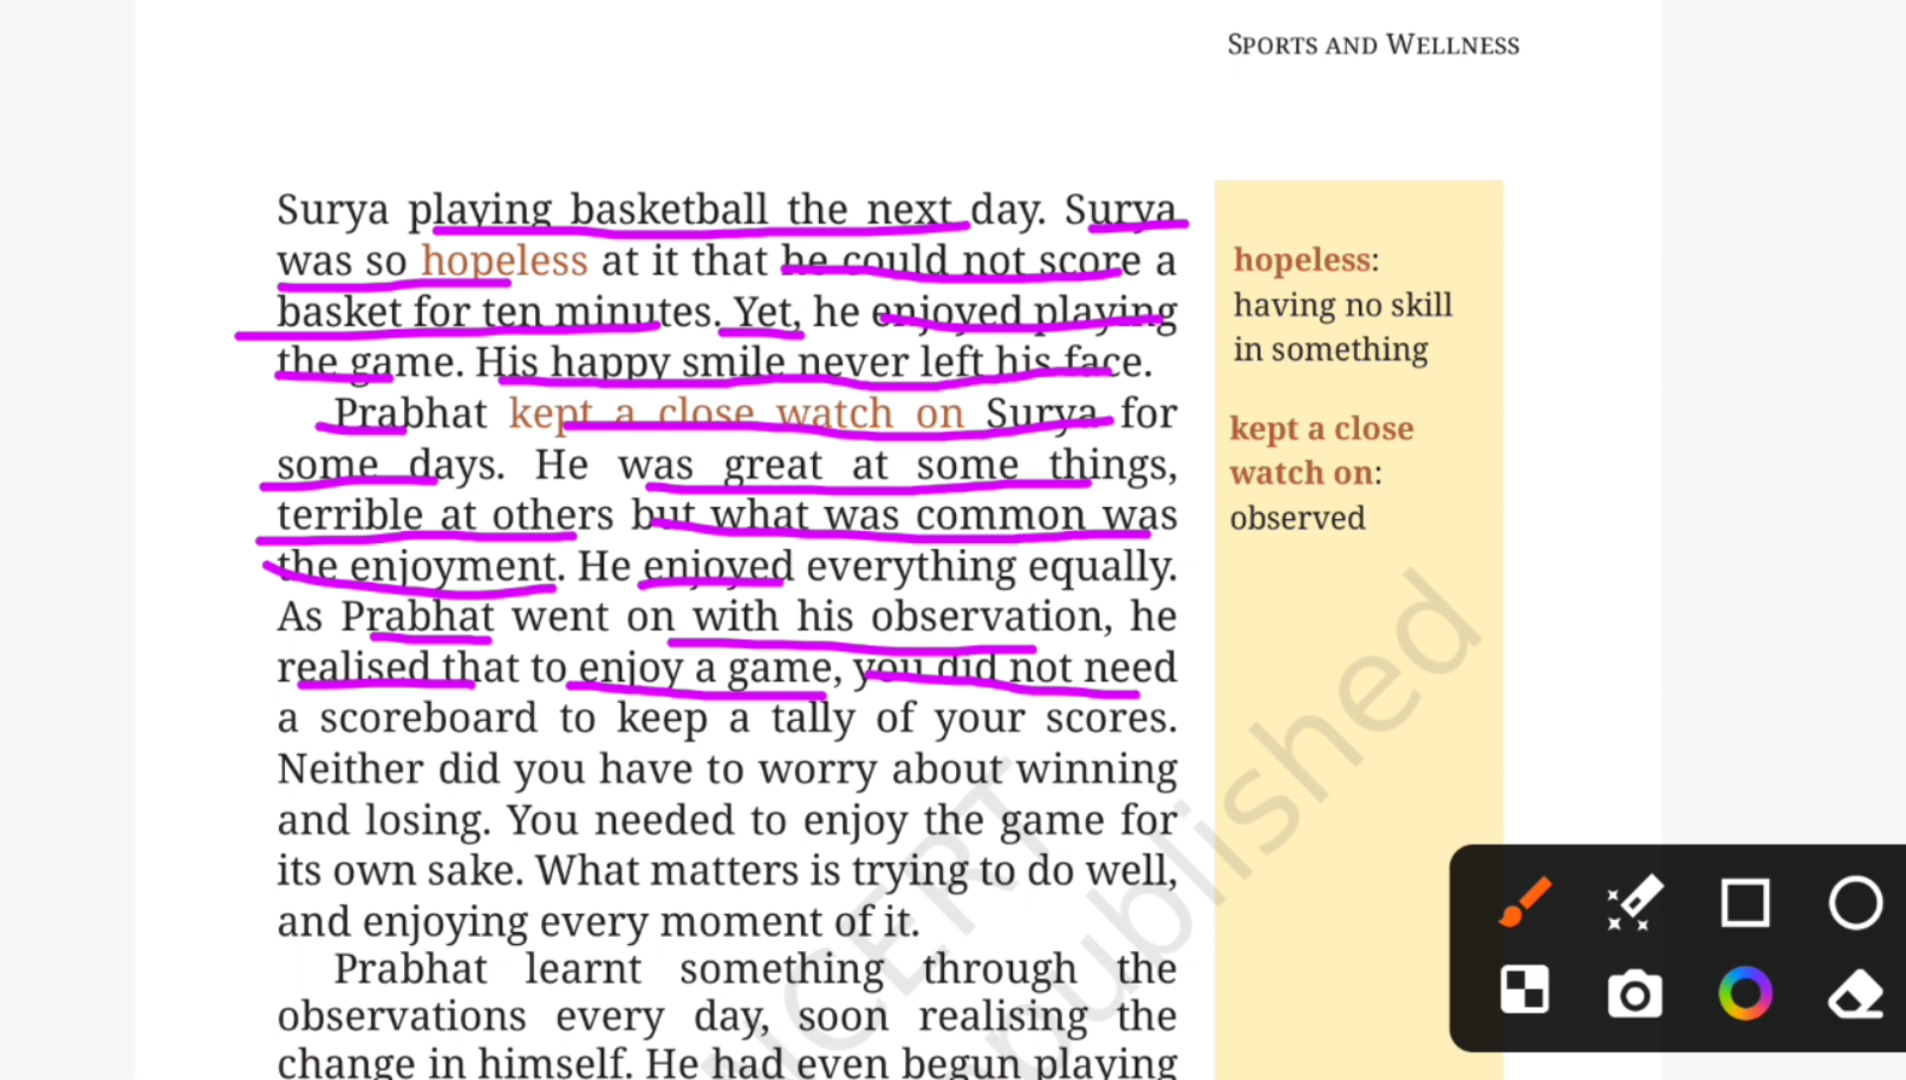 SPORTS AND WELLNESS
Surya playing basketball the next day. Surya
was so hopeless at it that he could not score a
basket for ten minutes. Yet, he enjoyed playing
the game. His happy smile never left his face.
Prabhat kept a close watch on Surya for
some days. He was great at some things,
terrible at others but what was common was
the enjoyment. He enjoyed everything equally.
As Prabhat went on with his observation, he
realised that to enjoy a game, you did not need
a scoreboard to keep a tally of your scores.
Neither did you have to worry about winning
and losing. You needed to enjoy the game for
its own sake. What matters is trying to do well,
and enjoying every moment of it.
Prabhat learnt something through the
observations every day, soon realising the
change in himself. He had even begun playing
hopeless:
having no skill
in something
kept a close
watch on:
observed
NCERT
published